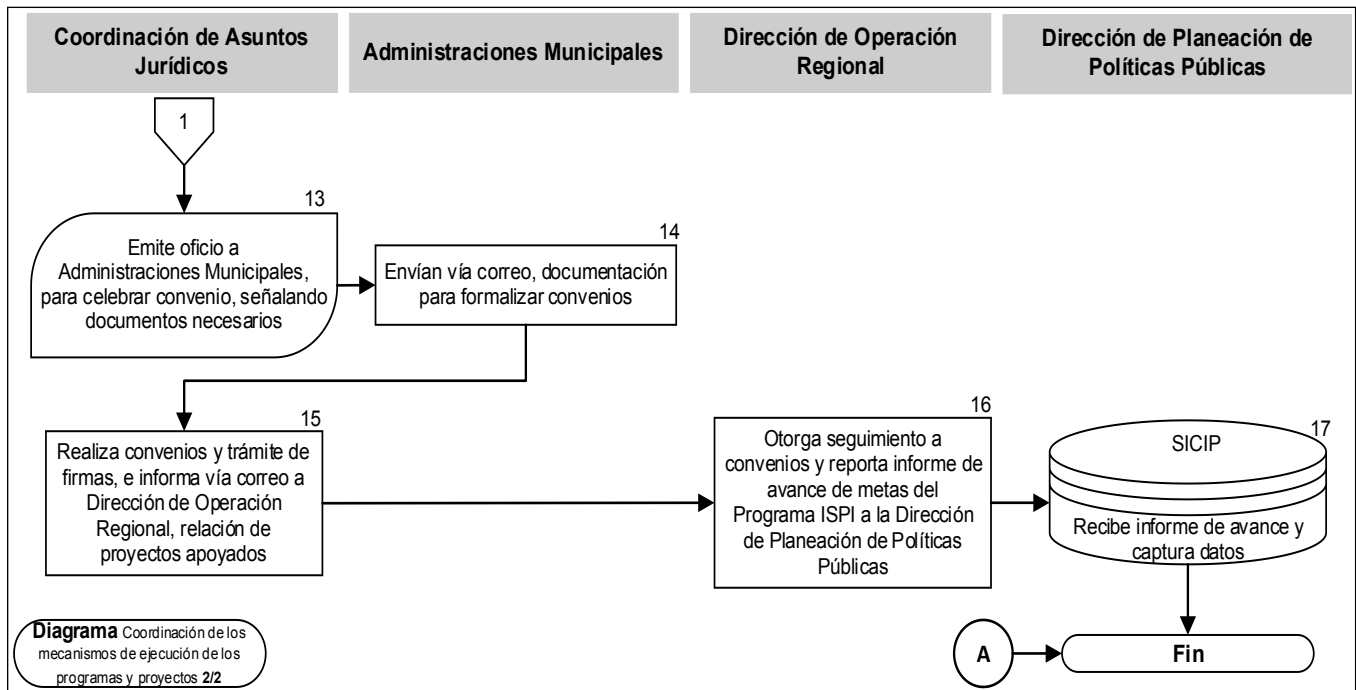 Coordinación de Asuntos
Jurídicos
Administraciones Municipales
Dirección de Operación
Regional
Dirección de Planeación de
Políticas Públicas
1
13
Emite oficio a
Administraciones Municipales,
para celebrar convenio, señalando
documentos necesarios
14
Envían vía correo, documentación
para formalizar convenios
15
Realiza convenios y trámite de
firmas, e informa vía correo a
Dirección de Operación
Regional, relación de
proyectos apoyados
16
Otorga seguimiento a
convenios y reporta informe de
avance de metas del
Programa ISPI a la Dirección
de Planeación de Políticas
Públicas
17
SICIP
Recibe informe de avance y
captura datos
Diagrama Coordinación de los
mecanismos de ejecución de los
programas y proyectos 2/2
A
Fin